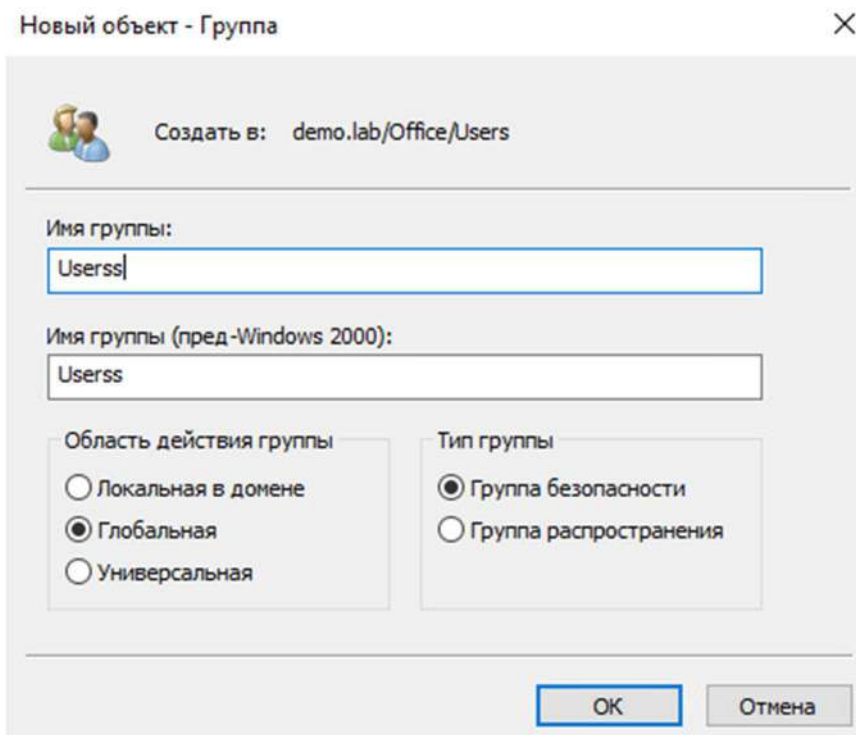 Новый объект - Группа
Создать в: demo.lab/Office/Users
Имя группы:
Userss
Имя группы (пред-Windows 2000):
Userss
Область действия группы
Локальная в домене
Глобальная
Универсальная
Тип группы
Группа безопасности
Группа распространения
ОК
Отмена